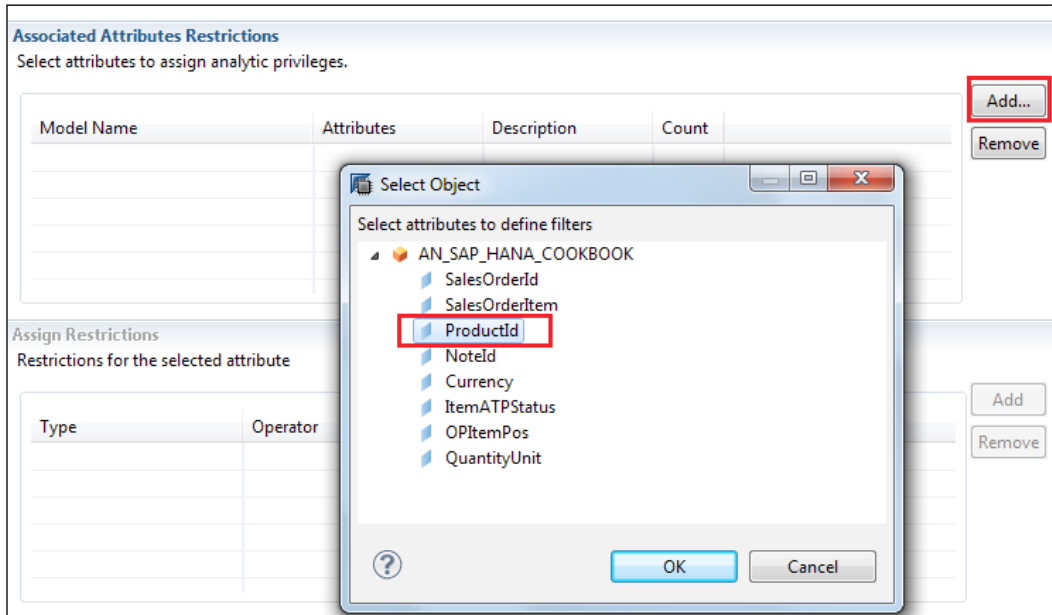 Associated Attributes Restrictions
Select attributes to assign analytic privileges.
Add...
Model Name Attributes Description Count
Remove
Select Object
Select attributes to define filters
AN_SAP_HANA_COOKBOOK
SalesOrderId
SalesOrderItem
ProductId
NoteId
Currency
ItemATPStatus
OPItemPos
QuantityUnit
OK Cancel
Assign Restrictions
Restrictions for the selected attribute
Add
Type Operator
Remove